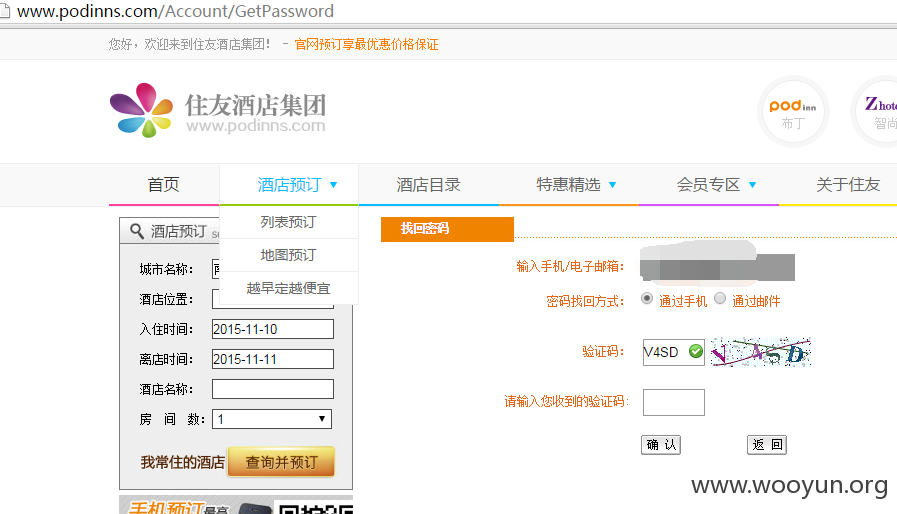 www.podinns.com/Account/GetPassword
您好，欢迎来到住友酒店集团！ - 官网预订享最优惠价格保证
住友酒店集团
www.podinns.com
pod inn
布丁
Zhote
智尚
首页 酒店预订 酒店目录 特惠精选 会员专区 关于住友
列表预订
地图预订
越早定越便宜
酒店预订
城市名称：
酒店位置：
入住时间： 2015-11-10
离店时间： 2015-11-11
酒店名称：
房 间 数： 1
我常住的酒店 查询并预订
手机预订最高
找回密码
输入手机/电子邮箱：
密码找回方式： 通过手机 通过邮件
验证码： V4SD V4SD
请输入您收到的验证码：
确 认 返 回
www.wooyun.org